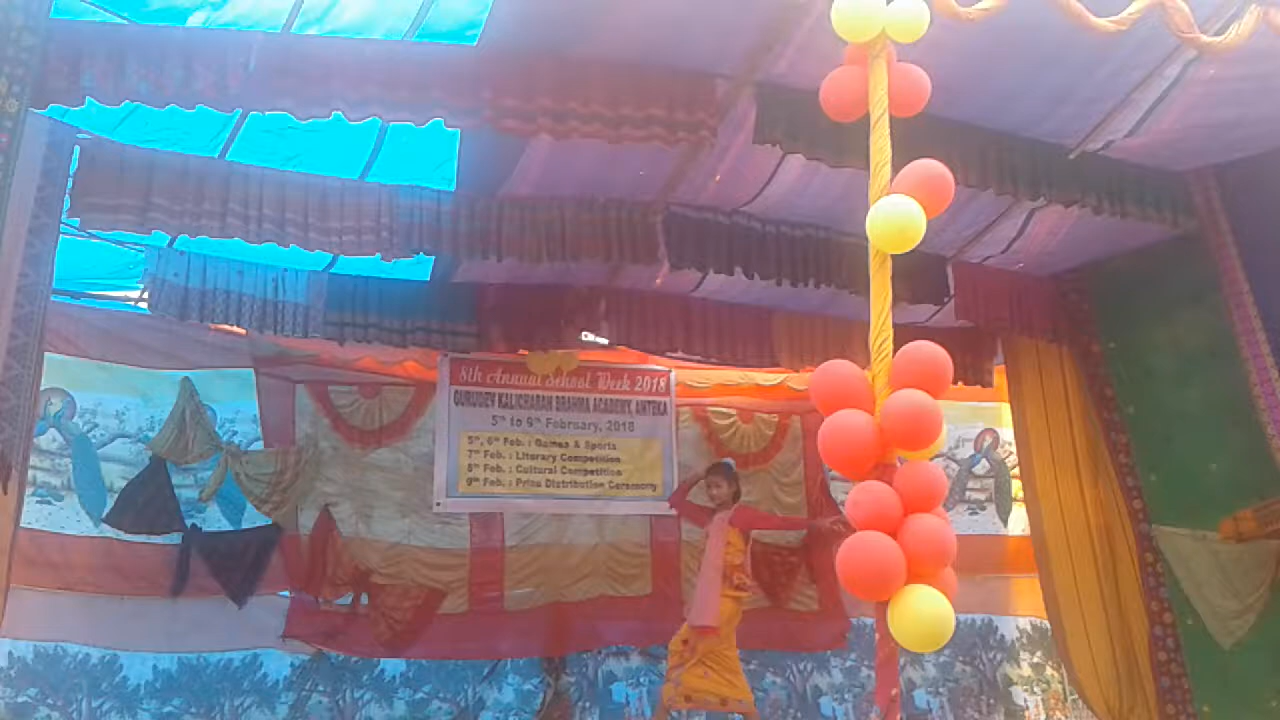 8th Annual School Week 2018
GURUDEV KALICHARAN BRAHMA ACADEMY, AMTEKA
5th to 9th February, 2018
5th, 6th Feb. : Games & Sports
7th Feb. : Literary Competition
8th Feb. : Cultural Competition
9th Feb. : Prize Distribution Ceremony